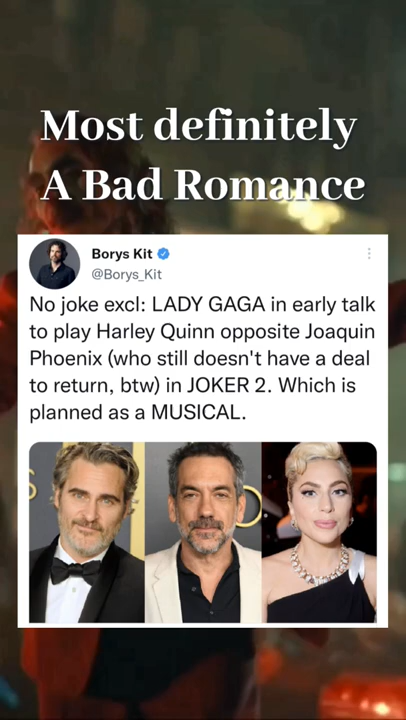 Most definitely
A Bad Romance
Borys Kit
@Borys_Kit
No joke excl: LADY GAGA in early talk
to play Harley Quinn opposite Joaquin
Phoenix (who still doesn't have a deal
to return, btw) in JOKER 2. Which is
planned as a MUSICAL.